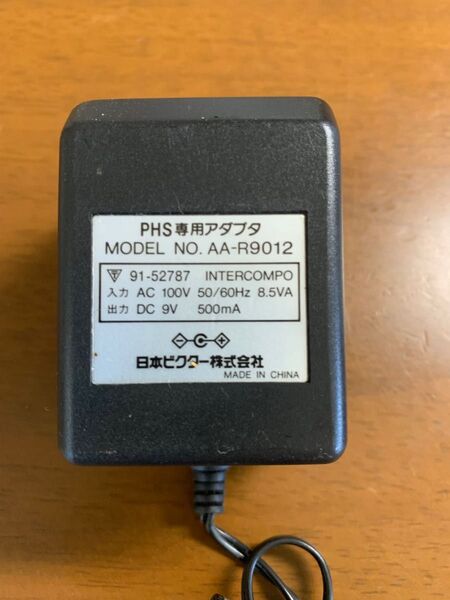 PHS専用アダプタ
MODEL NO. AA-R9012
91-52787 INTERCOMPO
入力 AC 100V 50/60Hz 8.5VA
出力 DC 9V 500mA
日本ビクター株式会社
MADE IN CHINA